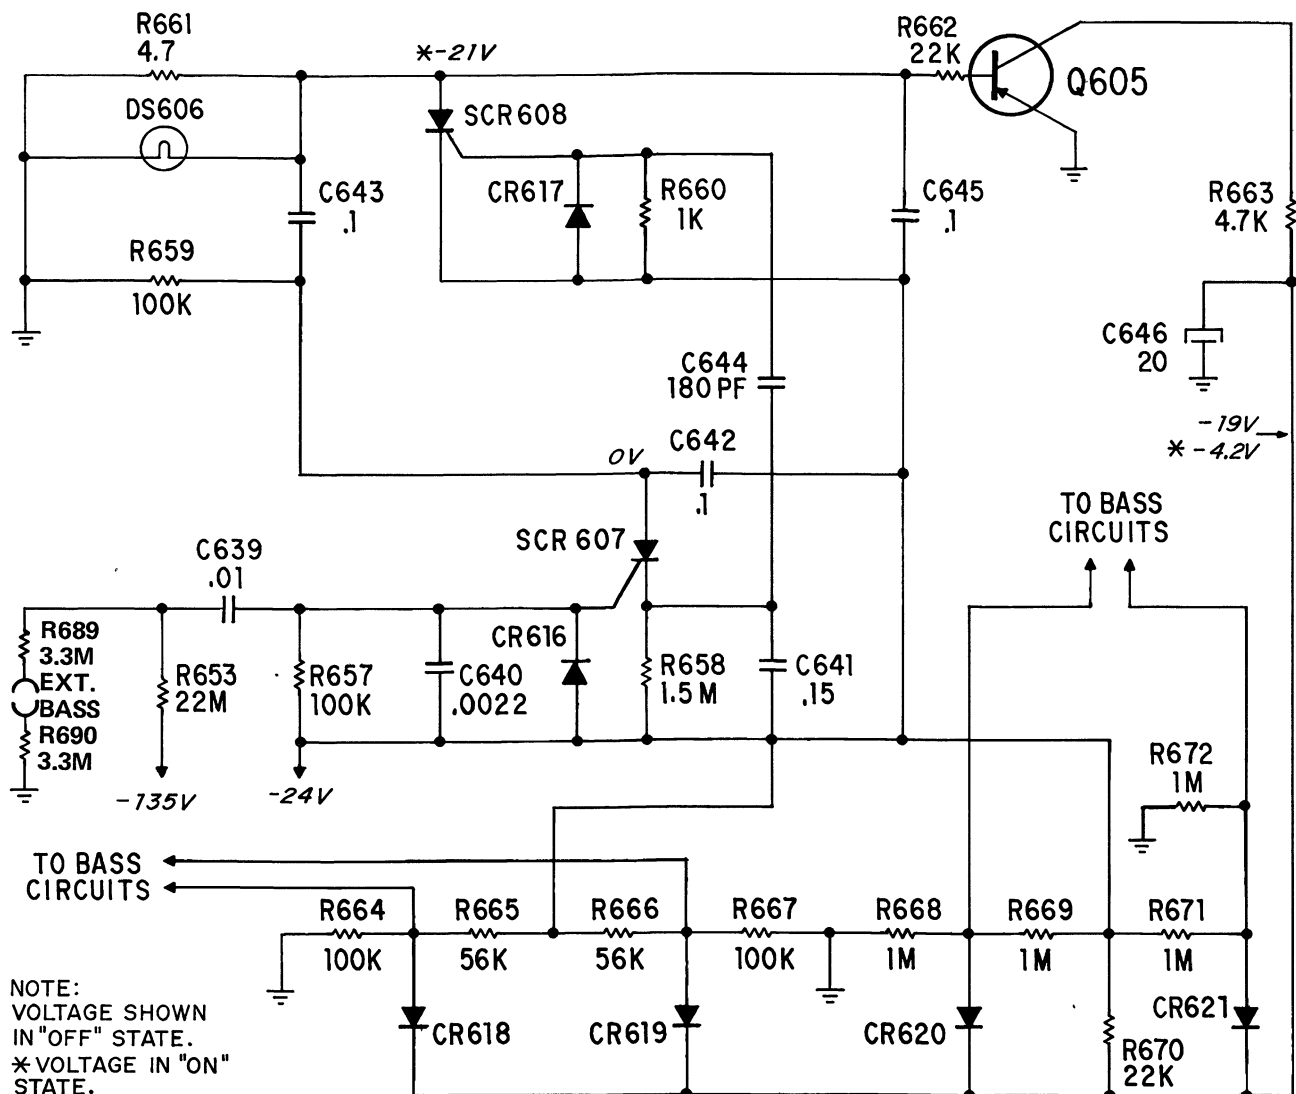 R661
4.7
*-21V
R662
22K
Q605
DS606
SCR608
C643
.1
CR617
R660
1K
C645
.1
R663
4.7K
R659
100K
C646
20
C644
180 PF
-19V
* -4.2V
C642
.1
0V
TO BASS
CIRCUITS
SCR 607
C639
.01
R689
3.3M
EXT.
BASS
R690
3.3M
R653
22M
R657
100K
C640
.0022
CR616
R658
1.5 M
C641
.15
-135V
-24V
R672
1M
TO BASS
CIRCUITS
R664
100K
R665
56K
R666
56K
R667
100K
R668
1M
R669
1M
R671
1M
CR618
CR619
CR620
CR621
R670
22K
NOTE:
VOLTAGE SHOWN
IN "OFF" STATE.
* VOLTAGE IN "ON"
STATE.